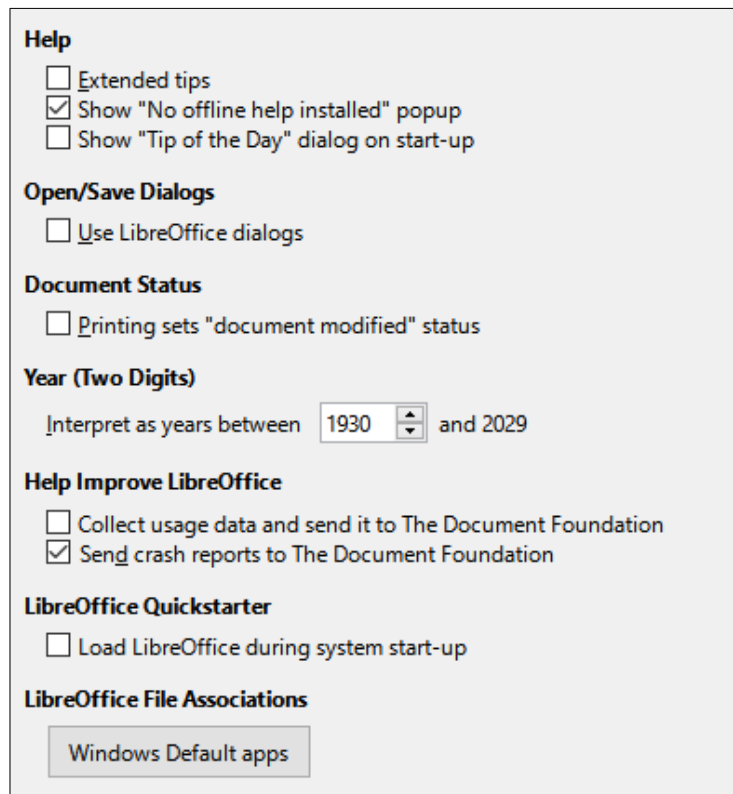 Help
Extended tips
Show "No offline help installed" popup
Show "Tip of the Day" dialog on start-up
Open/Save Dialogs
Use LibreOffice dialogs
Document Status
Printing sets "document modified" status
Year (Two Digits)
Interpret as years between 1930 and 2029
Help Improve LibreOffice
Collect usage data and send it to The Document Foundation
Send crash reports to The Document Foundation
LibreOffice Quickstarter
Load LibreOffice during system start-up
LibreOffice File Associations
Windows Default apps